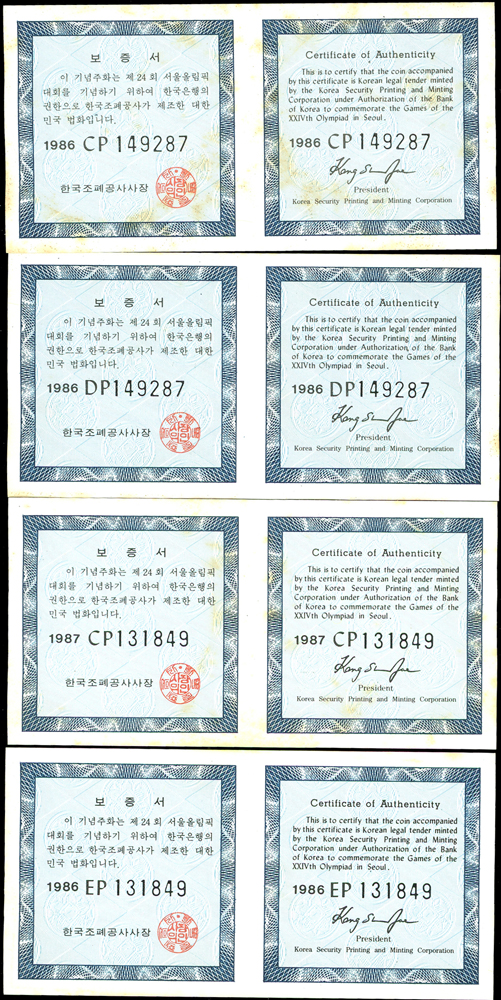 보 증 서
이 기념주화는 제 24 회 서울올림픽
대회를 기념하기 위하여 한국은행의
권한으로 한국조폐공사가 제조한 대한
민국 법화입니다.
1986 CP 149287
한국조폐공사사장
Certificate of Authenticity
This is to certify that the coin accompanied
by this certificate is Korean legal tender minted
by the Korea Security Printing and Minting
Corporation under Authorization of the Bank
of Korea to commemorate the Games of the
XXIVth Olympiad in Seoul.
1986 CP 149287
President
Korea Security Printing and Minting Corporation
보 증 서
이 기념주화는 제 24 회 서울올림픽
대회를 기념하기 위하여 한국은행의
권한으로 한국조폐공사가 제조한 대한
민국 법화입니다.
1986 DP149287
한국조폐공사사장
Certificate of Authenticity
This is to certify that the coin accompanied
by this certificate is Korean legal tender minted
by the Korea Security Printing and Minting
Corporation under Authorization of the Bank
of Korea to commemorate the Games of the
XXIVth Olympiad in Seoul.
1986 DP149287
President
Korea Security Printing and Minting Corporation
보 증 서
이 기념주화는 제 24 회 서울올림픽
대회를 기념하기 위하여 한국은행의
권한으로 한국조폐공사가 제조한 대한
민국 법화입니다.
1987 CP131849
한국조폐공사사장
Certificate of Authenticity
This is to certify that the coin accompanied
by this certificate is Korean legal tender minted
by the Korea Security Printing and Minting
Corporation under Authorization of the Bank
of Korea to commemorate the Games of the
XXIVth Olympiad in Seoul.
1987 CP131849
President
Korea Security Printing and Minting Corporation
보 증 서
이 기념주화는 제 24 회 서울올림픽
대회를 기념하기 위하여 한국은행의
권한으로 한국조폐공사가 제조한 대한
민국 법화입니다.
1986 EP 131849
한국조폐공사사장
Certificate of Authenticity
This is to certify that the coin accompanied
by this certificate is Korean legal tender minted
by the Korea Security Printing and Minting
Corporation under Authorization of the Bank
of Korea to commemorate the Games of the
XXIVth Olympiad in Seoul.
1986 EP 131849
President
Korea Security Printing and Minting Corporation